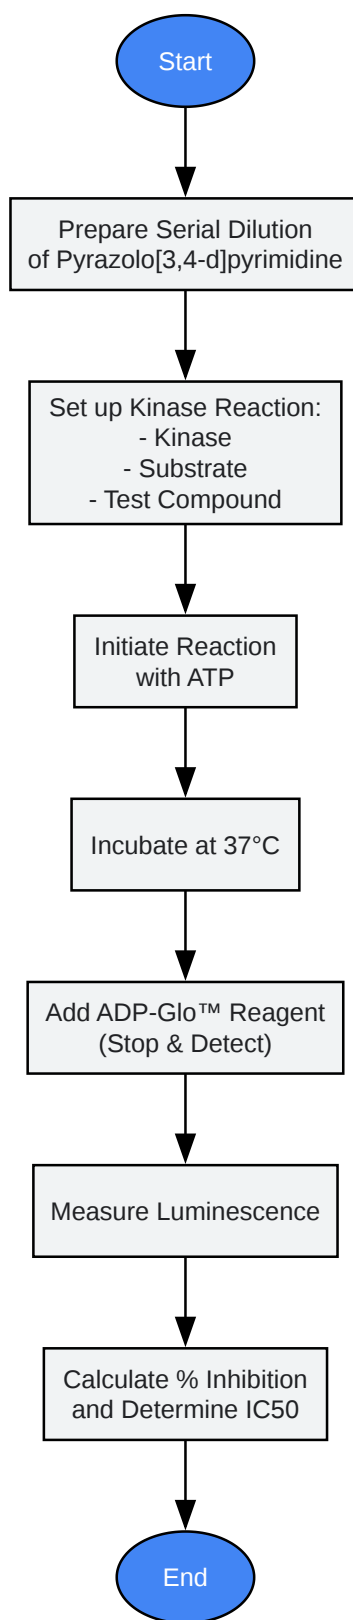 Start
Prepare Serial Dilution
of Pyrazolo[3,4-d]pyrimidine
Set up Kinase Reaction:
- Kinase
- Substrate
- Test Compound
Initiate Reaction
with ATP
Incubate at 37°C
Add ADP-Glo™ Reagent
(Stop & Detect)
Measure Luminescence
Calculate % Inhibition
and Determine IC50
End